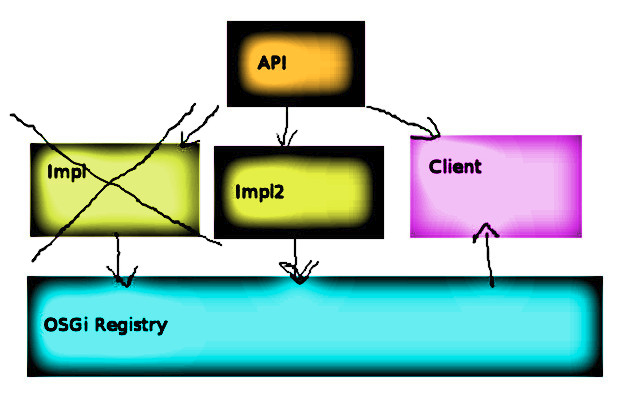 API
Impl
Impl2
Client
OSGi Registry